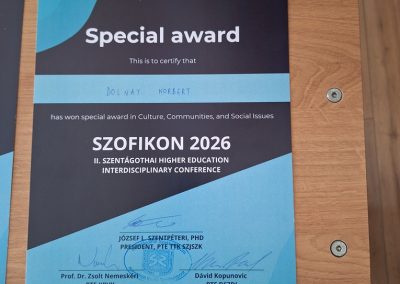 Special award
This is to certify that
DOLNAY NORBERT
has won special award in Culture, Communities, and Social Issues
SZOFIKON 2026
II. SZENTÁGOTHAI HIGHER EDUCATION
INTERDISCIPLINARY CONFERENCE
JÓZSEF L. SZENTPÉTERI, PHD
PRESIDENT, PTE TTK SZJSZK
Prof. Dr. Zsolt Nemeskéri
Dávid Kopunovic